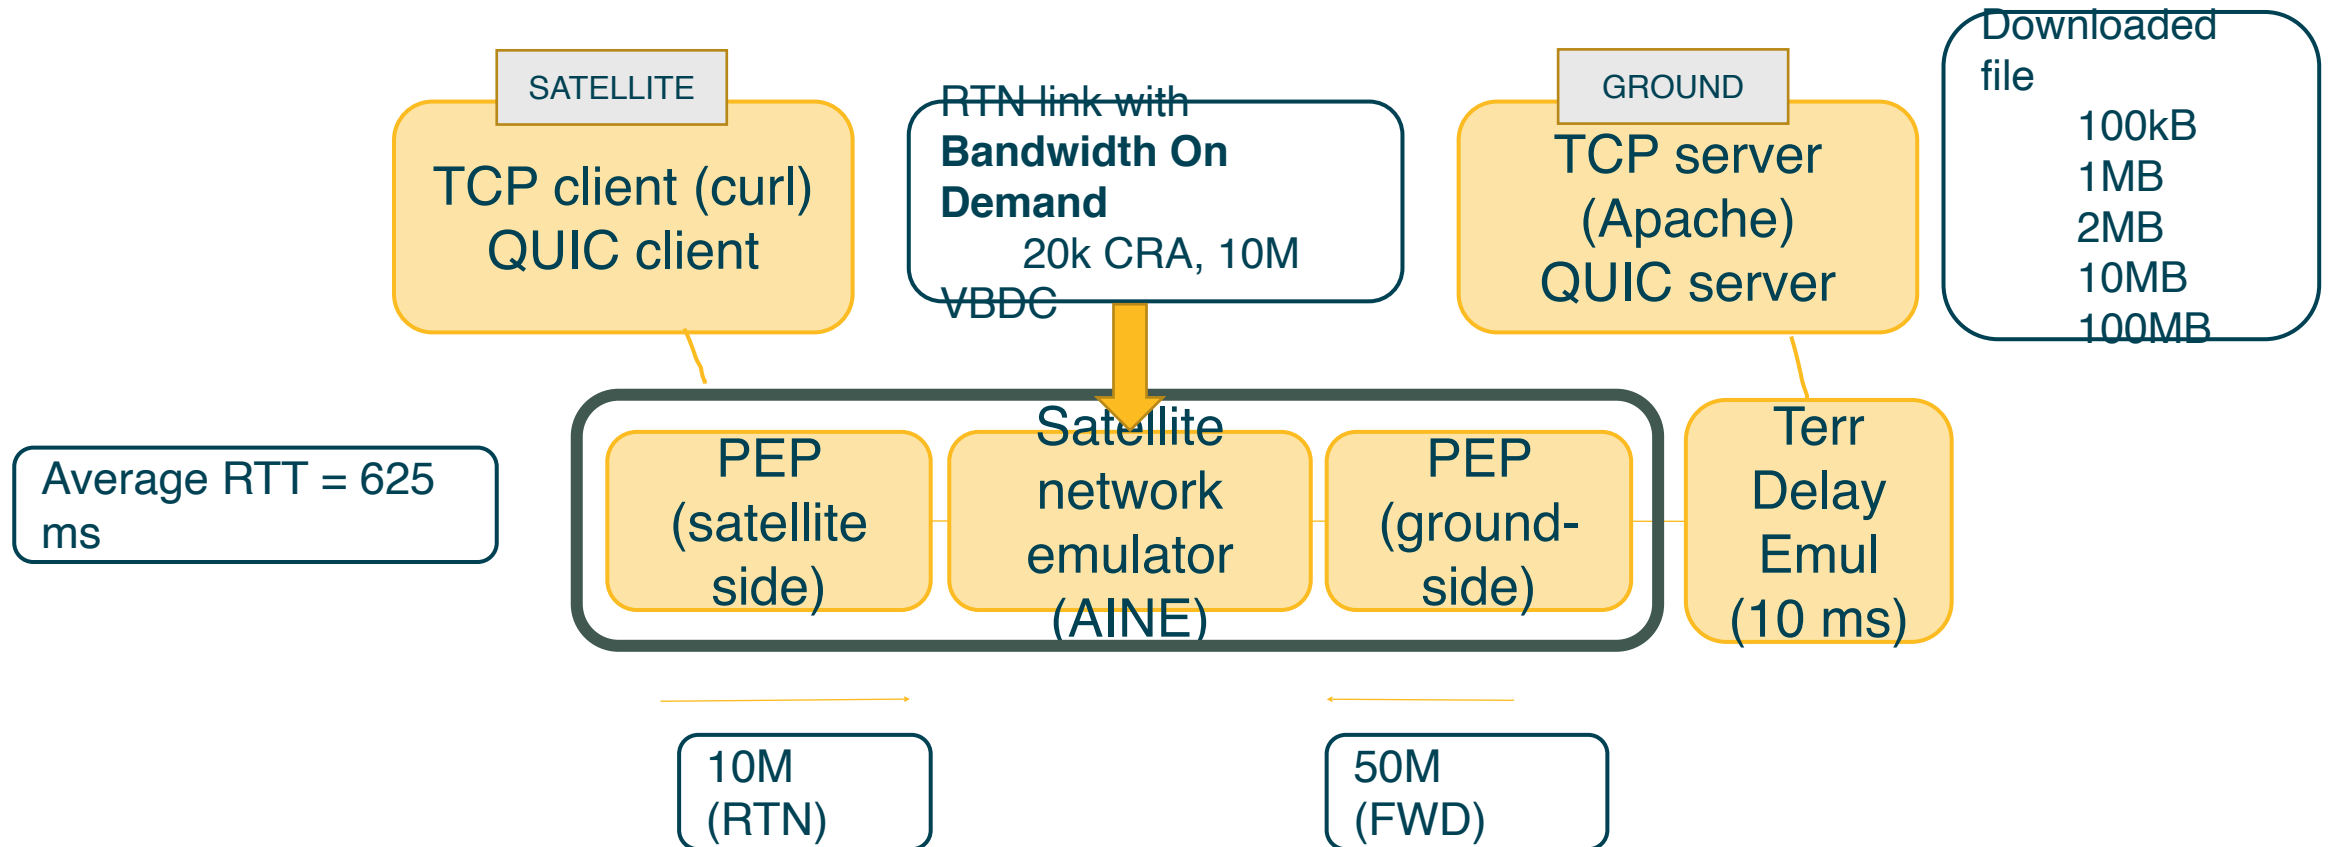 SATELLITE
TCP client (curl)
QUIC client
RTN link with
Bandwidth On
Demand
20k CRA, 10M
VBDC
GROUND
TCP server
(Apache)
QUIC server
Downloaded
file
100kB
1MB
2MB
10MB
100MB
Average RTT = 625
ms
PEP
(satellite
side)
Satellite
network
emulator
(AINE)
PEP
(ground-
side)
Terr
Delay
Emul
(10 ms)
10M
(RTN)
50M
(FWD)